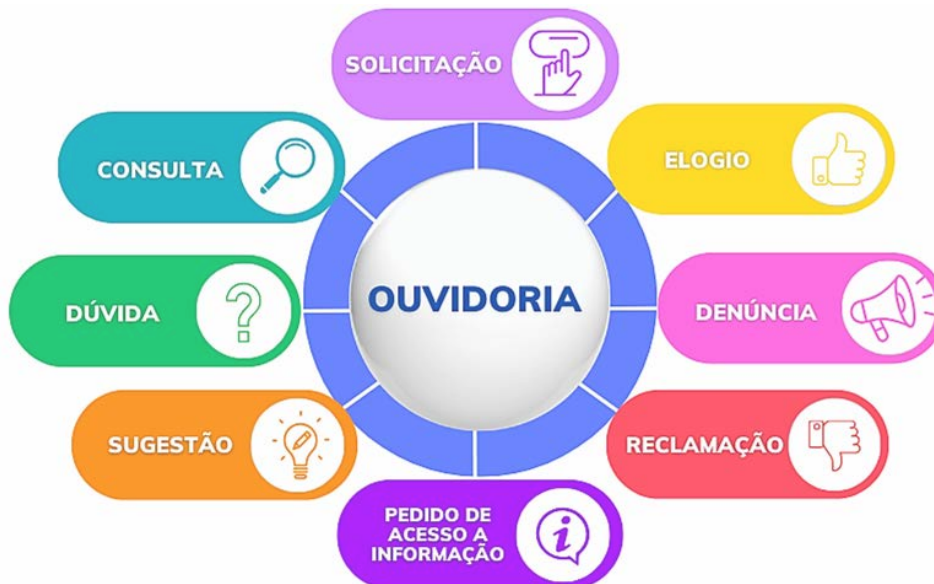 SOLICITAÇÃO
CONSULTA
ELOGIO
DÚVIDA
OUVIDORIA
DENÚNCIA
SUGESTÃO
RECLAMAÇÃO
PEDIDO DE
ACESSO A
INFORMAÇÃO